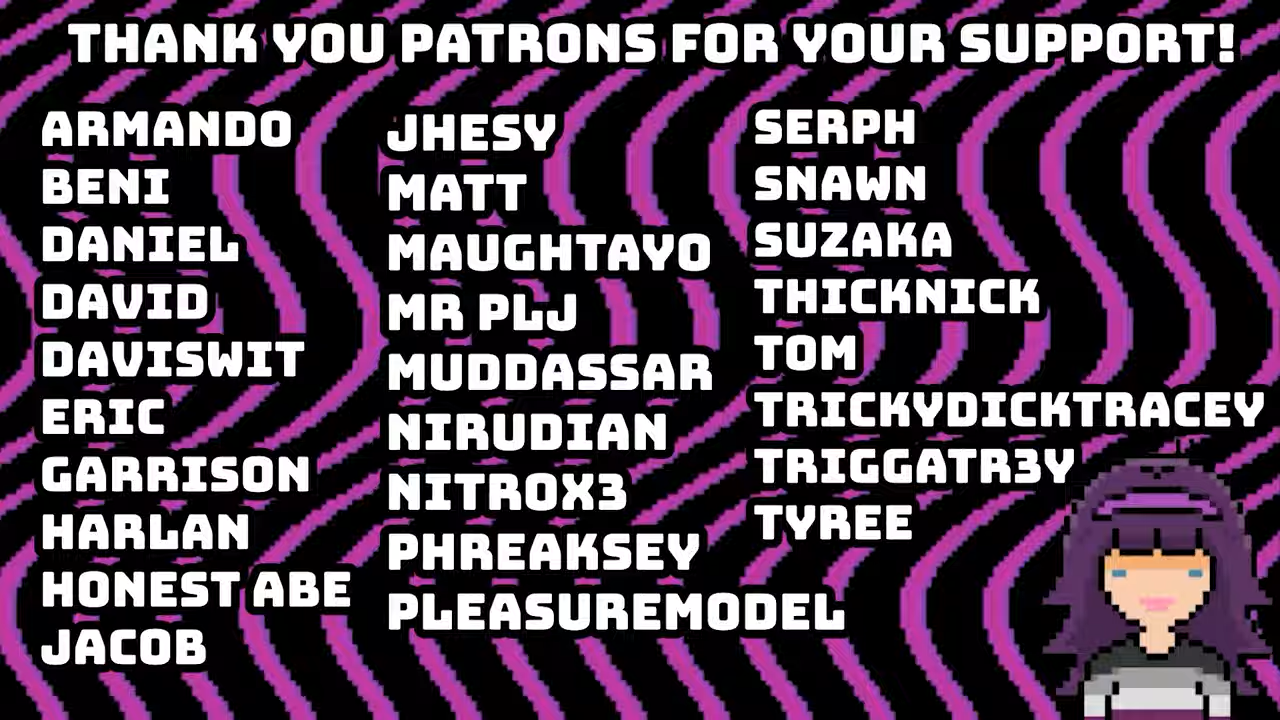 THANK YOU PATRONS FOR YOUR SUPPORT!
ARMANDO
BENI
DANIEL
DAVID
DAVISWIT
ERIC
GARRISON
HARLAN
HONEST ABE
JACOB
JHESY
MATT
MAUGHTAYO
MR PLJ
MUDDASSAR
NIRUDIAN
NITROX3
PHREAKSEY
PLEASUREMODEL
SERPH
SNAWN
SUZAKA
THICKNICK
TOM
TRICKYDICKTRACEY
TRIGGATR3Y
TYREE